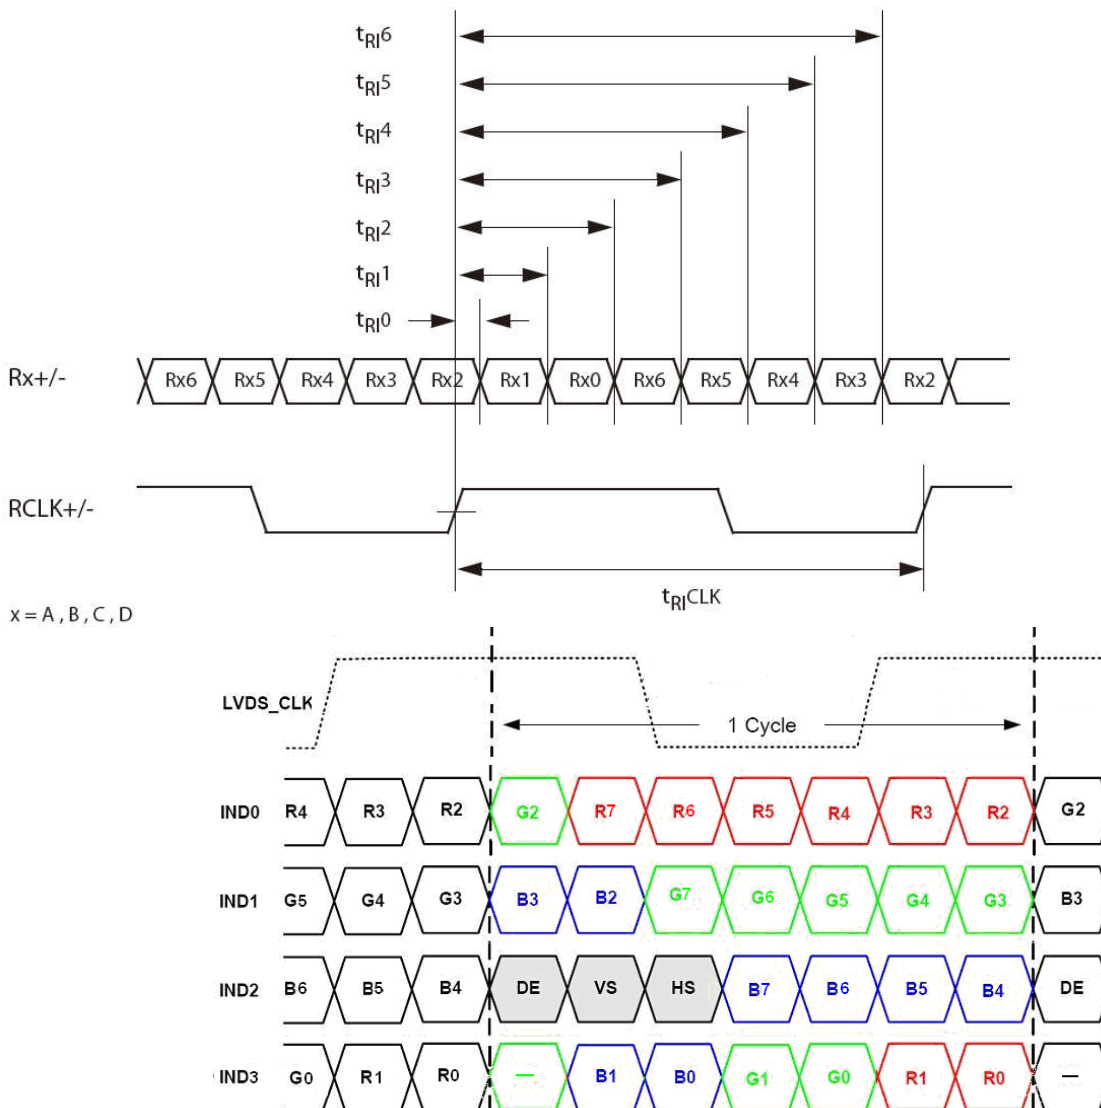 tRI6
tRI5
tRI4
tRI3
tRI2
tRI1
tRI0
Rx+/- Rx6 Rx5 Rx4 Rx3 Rx2 Rx1 Rx0 Rx6 Rx5 Rx4 Rx3 Rx2
RCLK+/-
tRICLK
x = A , B , C , D
LVDS_CLK
1 Cycle
IND0 R4 R3 R2 G2 R7 R6 R5 R4 R3 R2 G2
IND1 G5 G4 G3 B3 B2 G7 G6 G5 G4 G3 B3
IND2 B6 B5 B4 DE VS HS B7 B6 B5 B4 DE
IND3 G0 R1 R0 — B1 B0 G1 G0 R1 R0 —